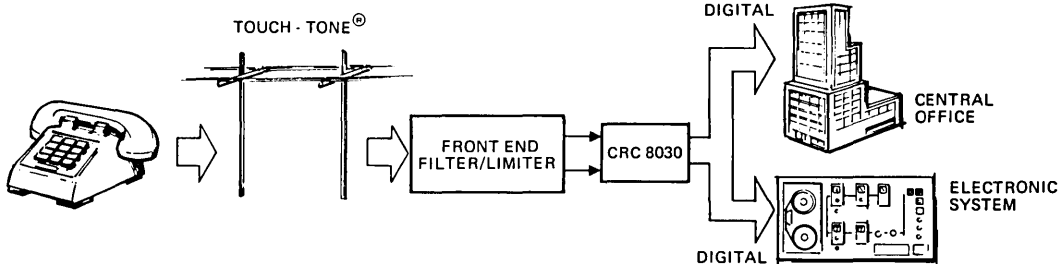 TOUCH - TONE®
FRONT END
FILTER/LIMITER
CRC 8030
DIGITAL
CENTRAL
OFFICE
ELECTRONIC
SYSTEM
DIGITAL